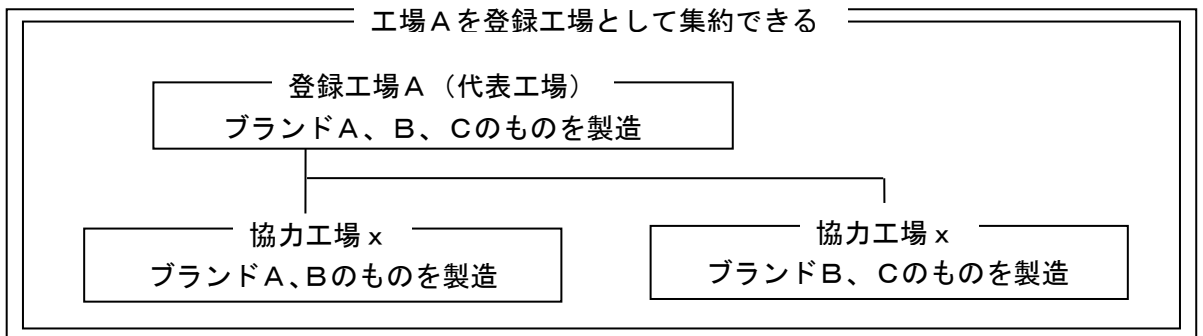 工場Aを登録工場として集約できる
登録工場A（代表工場）
ブランドA、B、Cのものを製造
協力工場x
ブランドA、Bのものを製造
協力工場x
ブランドB、Cのものを製造